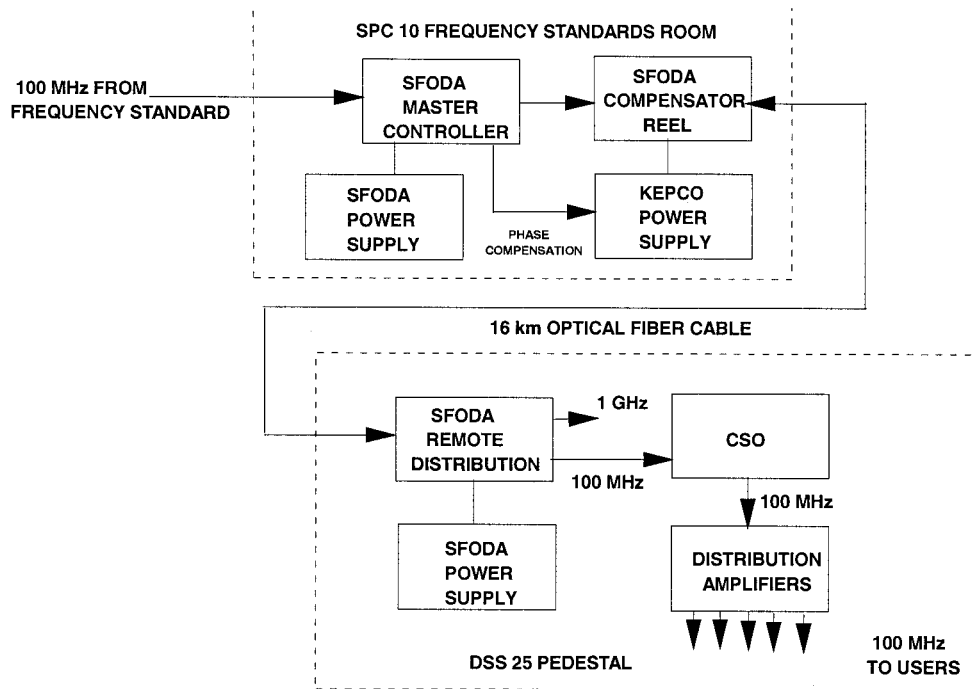 SPC 10 FREQUENCY STANDARDS ROOM
100 MHz FROM
FREQUENCY STANDARD
SFODA
MASTER
CONTROLLER
SFODA
COMPENSATOR
REEL
SFODA
POWER
SUPPLY
PHASE
COMPENSATION
KEPCO
POWER
SUPPLY
16 km OPTICAL FIBER CABLE
SFODA
REMOTE
DISTRIBUTION
1 GHz
100 MHz
CSO
100 MHz
SFODA
POWER
SUPPLY
DISTRIBUTION
AMPLIFIERS
DSS 25 PEDESTAL
100 MHz
TO USERS